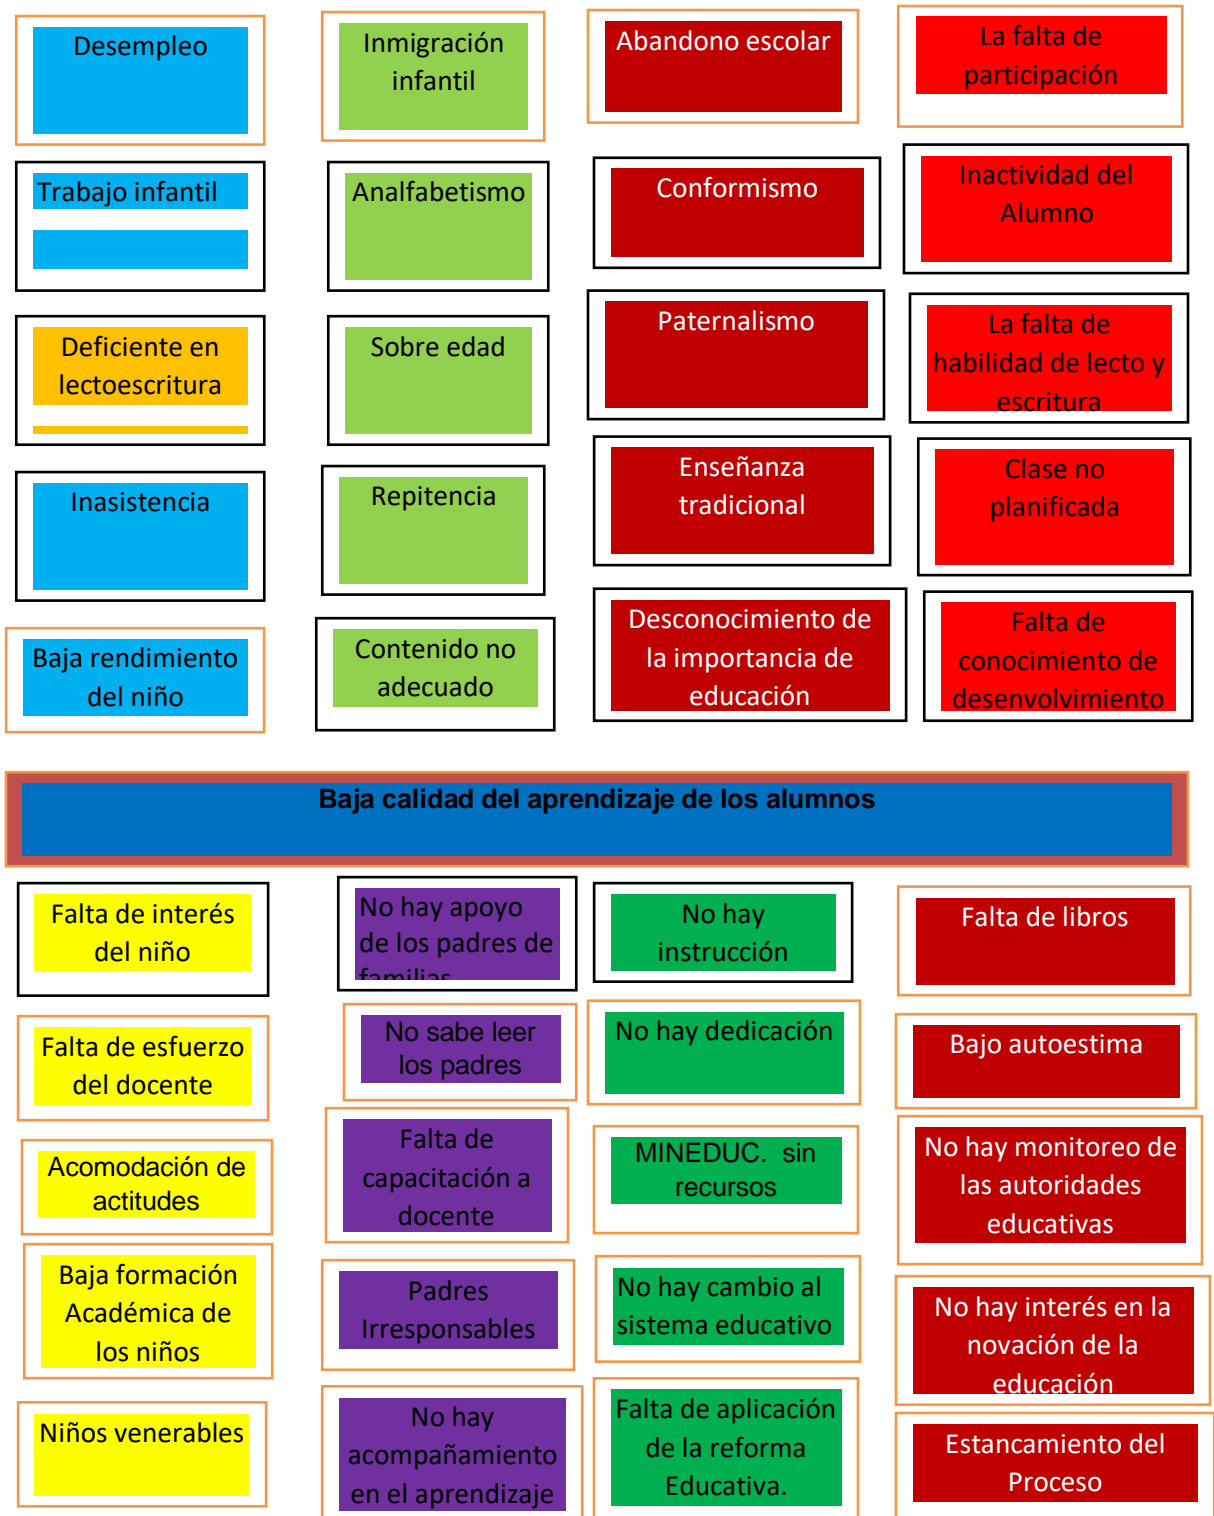 Desempleo
Inmigración
infantil
Abandono escolar
La falta de
participación
Trabajo infantil
Analfabetismo
Conformismo
Inactividad del
Alumno
Deficiente en
lectoescritura
Sobre edad
Paternalismo
La falta de
habilidad de lecto y
escritura
Inasistencia
Repitencia
Enseñanza
tradicional
Clase no
planificada
Baja rendimiento
del niño
Contenido no
adecuado
Desconocimiento de
la importancia de
educación
Falta de
conocimiento de
desenvolvimiento
Baja calidad del aprendizaje de los alumnos
Falta de interés
del niño
No hay apoyo
de los padres de
familias
No hay
instrucción
Falta de libros
Falta de esfuerzo
del docente
No sabe leer
los padres
No hay dedicación
Bajo autoestima
Acomodación de
actitudes
Falta de
capacitación a
docente
MINEDUC. sin
recursos
No hay monitoreo de
las autoridades
educativas
Baja formación
Académica de
los niños
Padres
Irresponsables
No hay cambio al
sistema educativo
No hay interés en la
novación de la
educación
Niños venerables
No hay
acompañamiento
en el aprendizaje
Falta de aplicación
de la reforma
Educativa.
Estancamiento del
Proceso